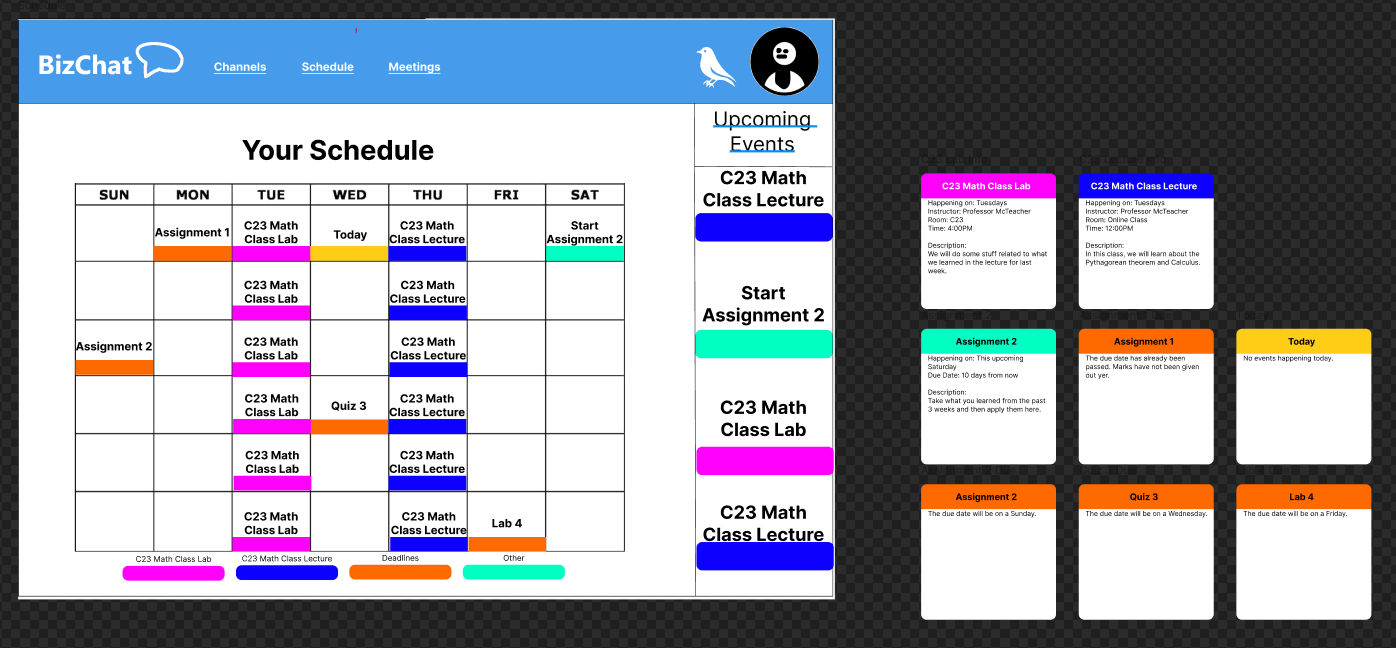 BizChat
Channels
Schedule
Meetings
Your Schedule
SUN MON TUE WED THU FRI SAT
Assignment 1
C23 Math
Class Lab
Today
C23 Math
Class Lecture
Start
Assignment 2
C23 Math
Class Lab
C23 Math
Class Lecture
Assignment 2
C23 Math
Class Lab
C23 Math
Class Lecture
C23 Math
Class Lab
Quiz 3
C23 Math
Class Lecture
C23 Math
Class Lab
C23 Math
Class Lecture
C23 Math
Class Lab
C23 Math
Class Lecture
Lab 4
C23 Math Class Lab
C23 Math Class Lecture
Deadlines
Other
Upcoming
Events
C23 Math
Class Lecture
Start
Assignment 2
C23 Math
Class Lab
C23 Math
Class Lecture
C23 Math Class Lab
Happening on: Tuesdays
Instructor: Professor McTeacher
Room: C23
Time: 4:00PM
Description:
We will do some stuff related to what
we learned in the lecture for last
week.
C23 Math Class Lecture
Happening on: Tuesdays
Instructor: Professor McTeacher
Room: Online Class
Time: 12:00PM
Description:
In this class, we will learn about the
Pythagorean theorem and Calculus.
Assignment 2
Happening on: This upcoming
Saturday
Due Date: 10 days from now
Description:
Take what you learned from the past
3 weeks and then apply them here.
Assignment 1
The due date has already been
passed. Marks have not been given
out yer.
Today
No events happening today.
Assignment 2
The due date will be on a Sunday.
Quiz 3
The due date will be on a Wednesday.
Lab 4
The due date will be on a Friday.